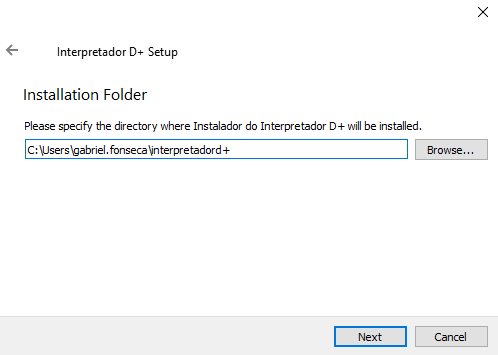 Interpretador D+ Setup
Installation Folder
Please specify the directory where Instalador do Interpretador D+ will be installed.
C:\Users\gabriel.fonseca\interpretadord+
Browse...
Next
Cancel